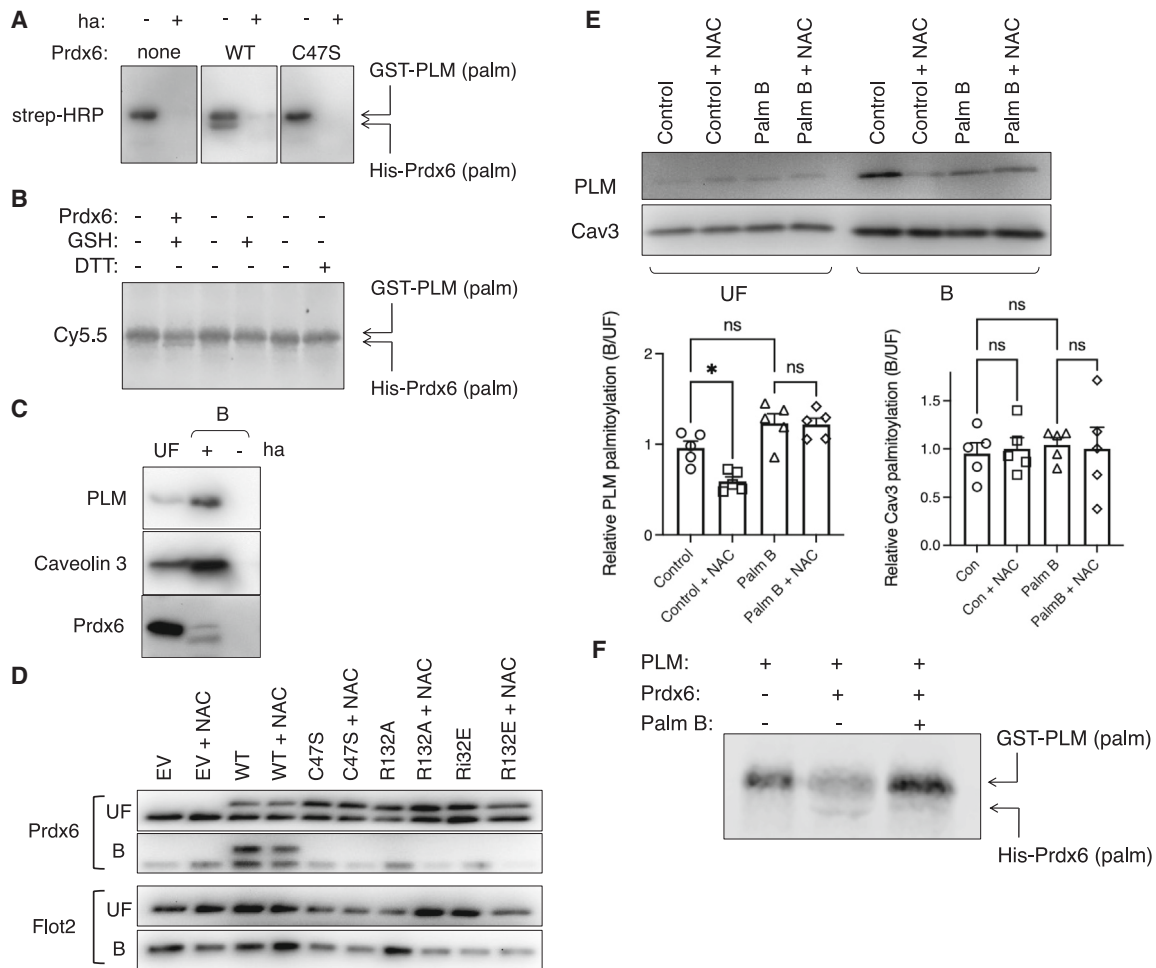 A
ha: - + - + - +
Prdx6: none WT C47S
strep-HRP
GST-PLM (palm)
His-Prdx6 (palm)
B
Prdx6: - + - - - -
GSH: - + - + - -
DTT: - - - - - +
Cy5.5
GST-PLM (palm)
His-Prdx6 (palm)
C
B
UF + - ha
PLM
Caveolin 3
Prdx6
D
EV
EV + NAC
WT
WT + NAC
C47S
C47S + NAC
R132A
R132A + NAC
Ri32E
R132E + NAC
Prdx6
UF
B
Flot2
UF
B
E
Control
Control + NAC
Palm B
Palm B + NAC
Control
Control + NAC
Palm B
Palm B + NAC
PLM
Cav3
UF
B
Relative PLM palmitoylation (B/UF)
2
1
0
ns
*
ns
Control
Control + NAC
Palm B
Palm B + NAC
Relative Cav3 palmitoylation (B/UF)
1.5
1.0
0.5
0.0
ns
ns
ns
Con
Con + NAC
Palm B
PalmB + NAC
F
PLM: + + +
Prdx6: - + +
Palm B: - - +
GST-PLM (palm)
His-Prdx6 (palm)